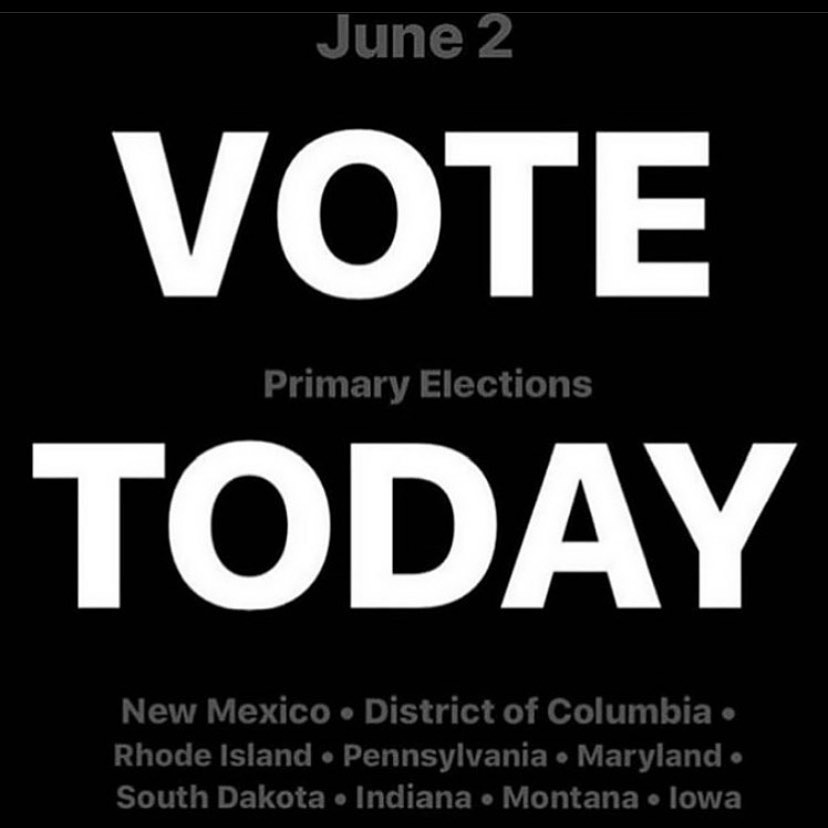 June 2
VOTE
Primary Elections
TODAY
New Mexico • District of Columbia •
Rhode Island • Pennsylvania • Maryland •
South Dakota • Indiana • Montana • Iowa